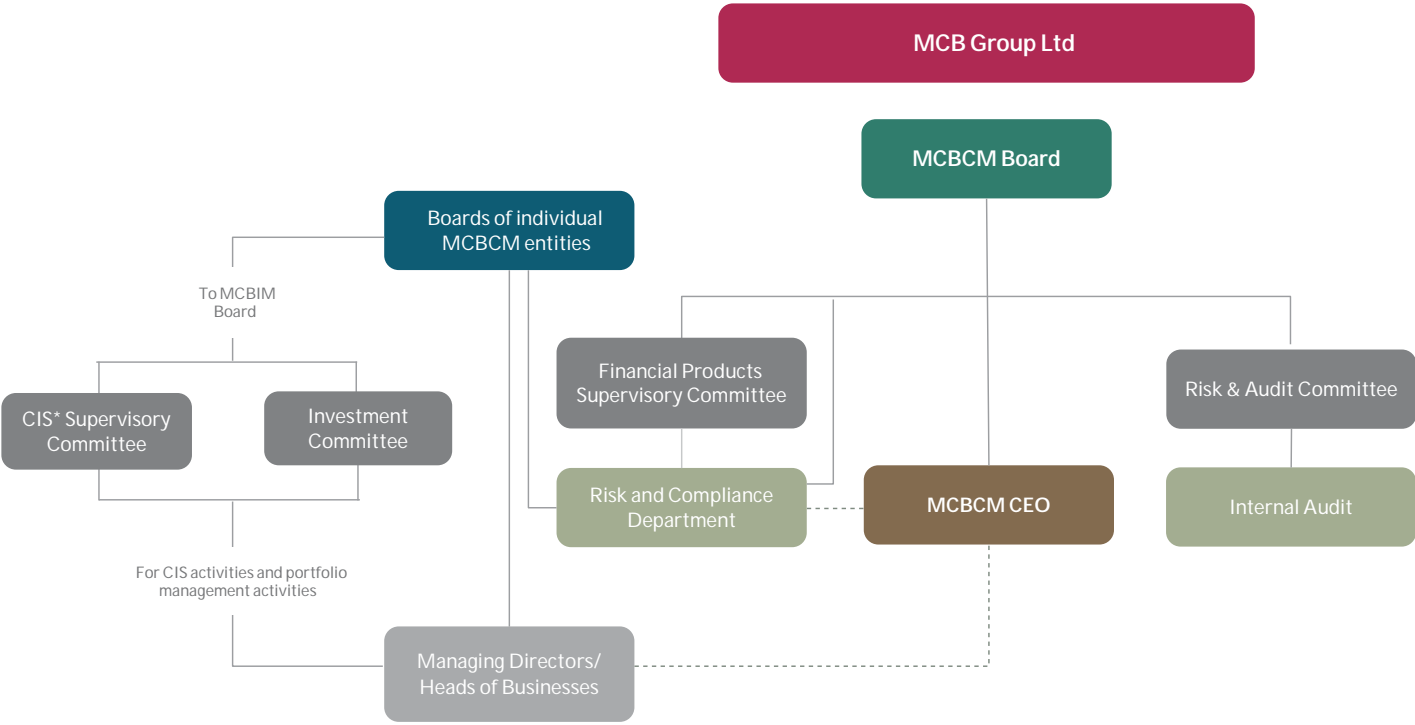 MCB Group Ltd
MCBCM Board
Boards of individual
MCBCM entities
To MCBIM
Board
Financial Products
Supervisory Committee
Risk & Audit Committee
CIS* Supervisory
Committee
Investment
Committee
Risk and Compliance
Department
MCBCM CEO
Internal Audit
For CIS activities and portfolio
management activities
Managing Directors/
Heads of Businesses